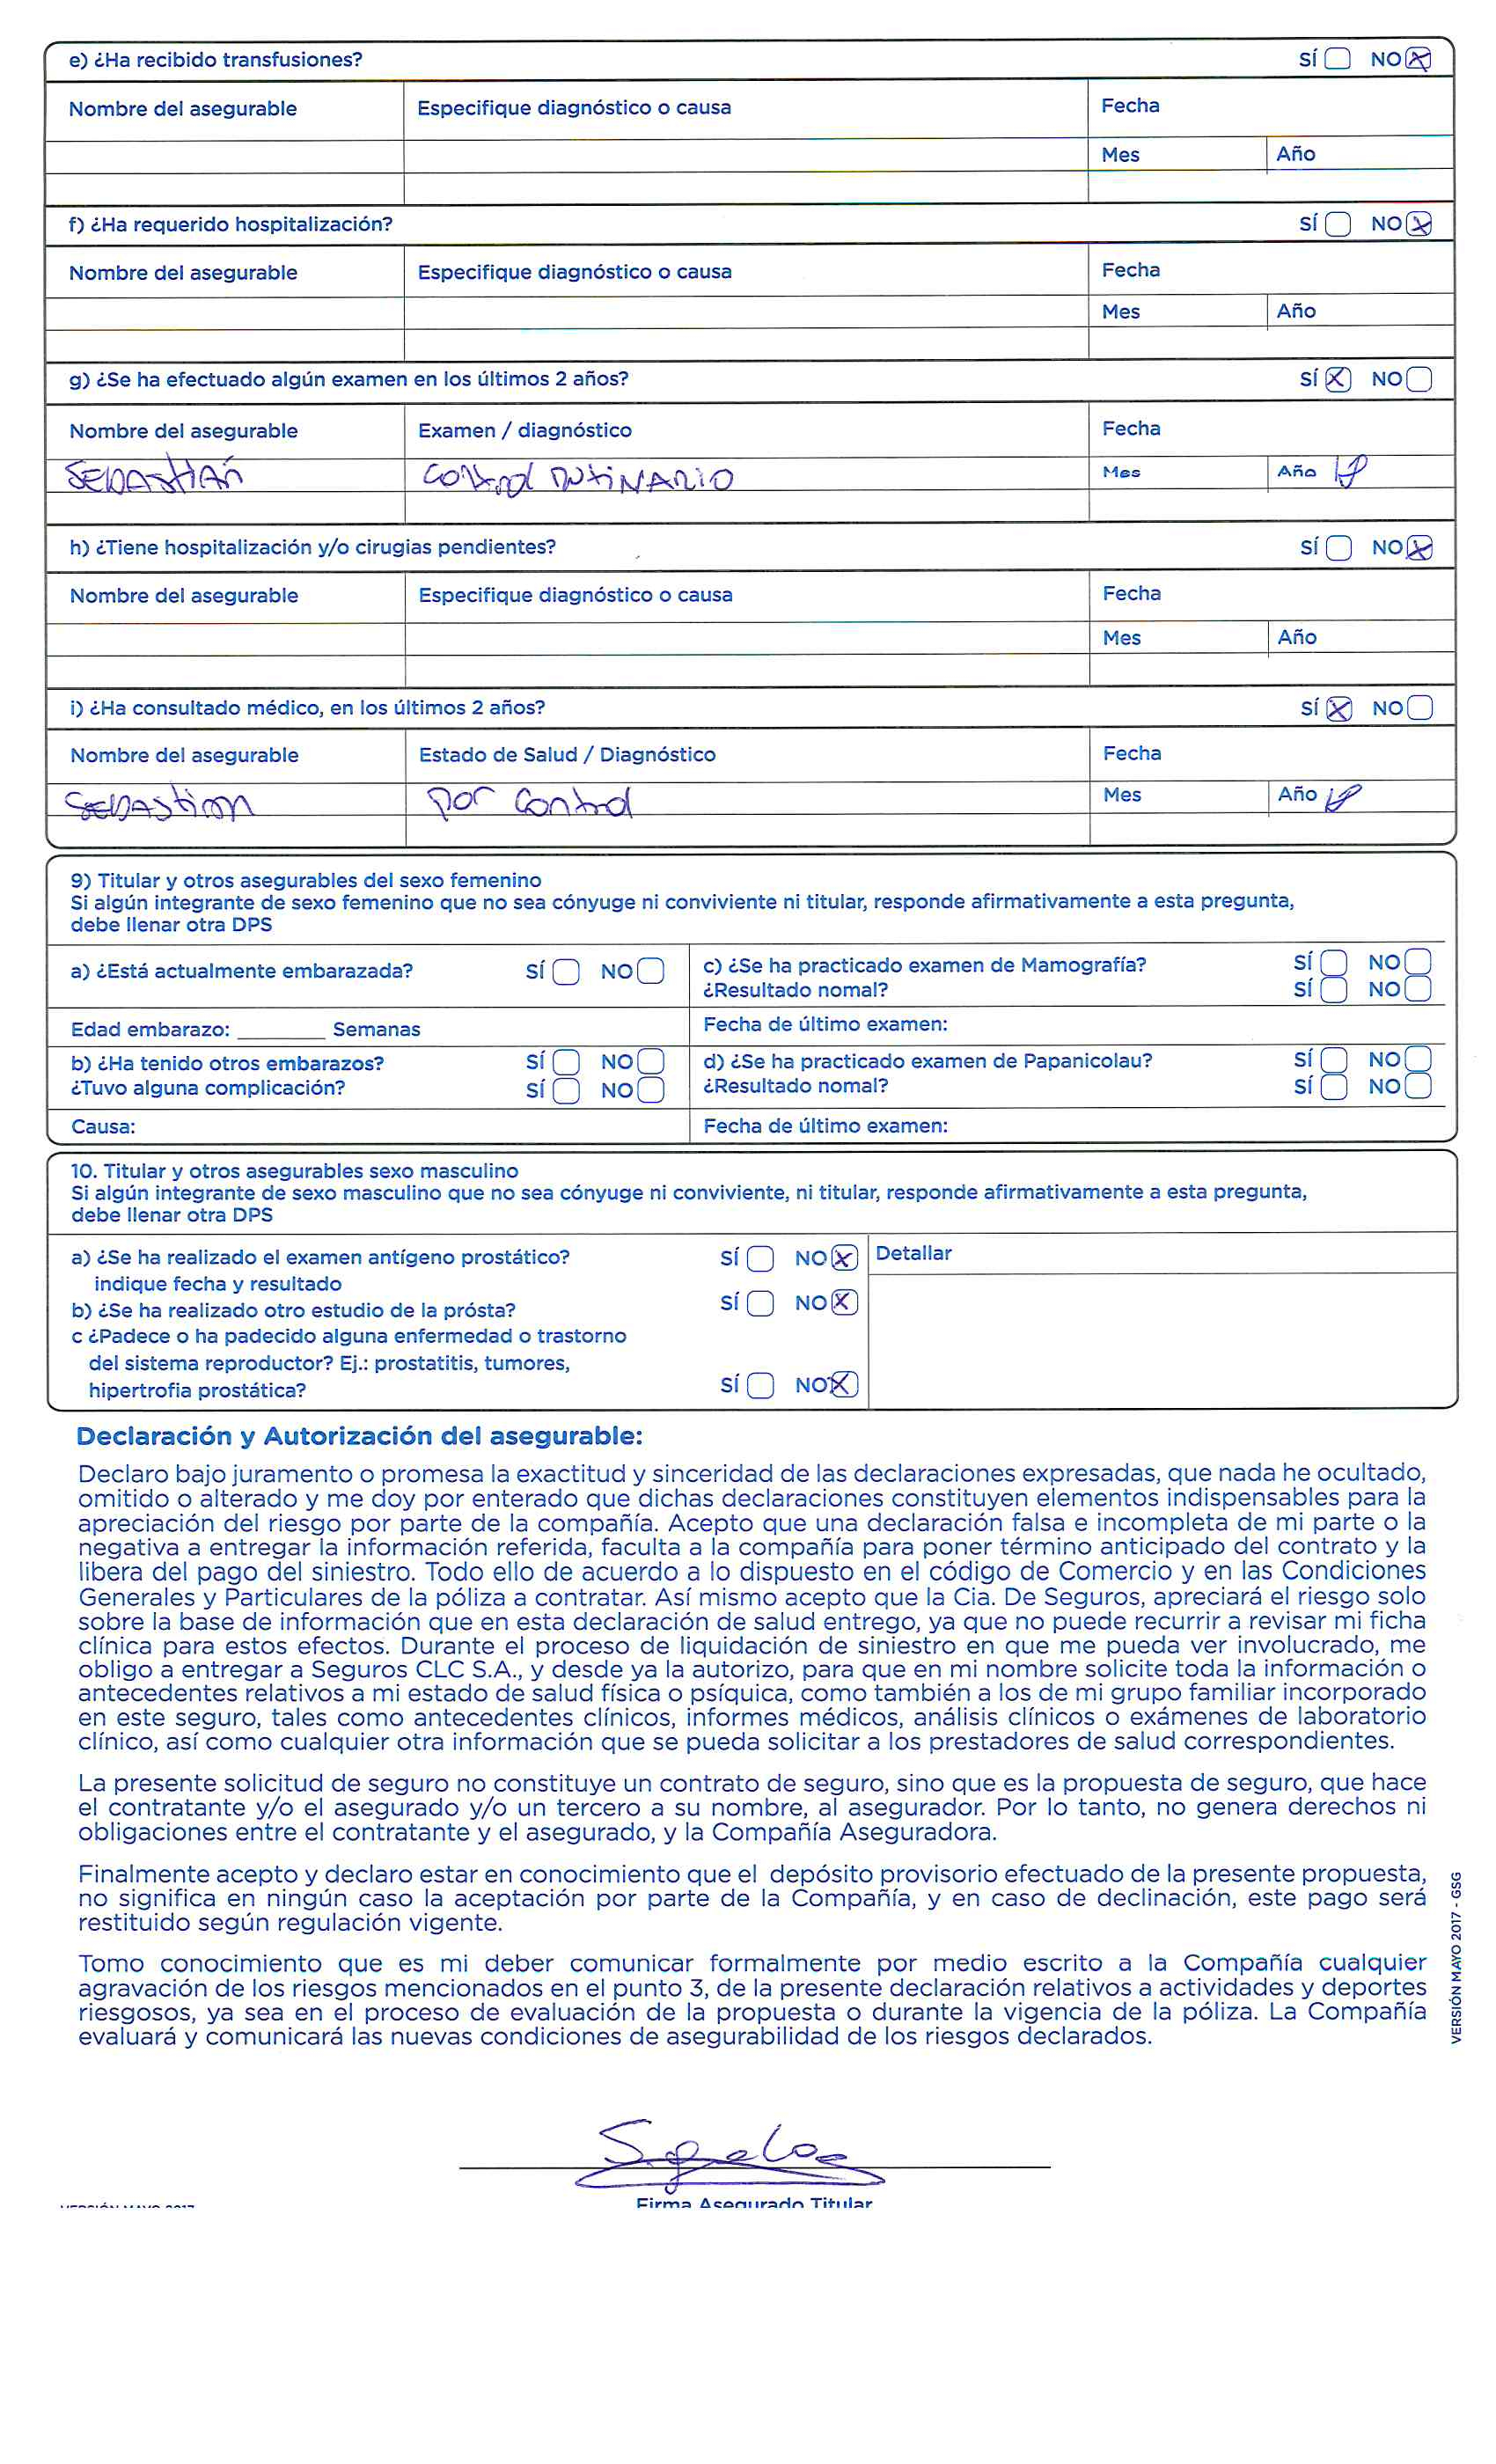 e) ¿Ha recibido transfusiones? SÍ NO
Nombre del asegurable Especifique diagnóstico o causa Fecha
Mes Año
f) ¿Ha requerido hospitalización? SÍ NO
Nombre del asegurable Especifique diagnóstico o causa Fecha
Mes Año
g) ¿Se ha efectuado algún examen en los últimos 2 años? SÍ NO
Nombre del asegurable Examen / diagnóstico Fecha
SEBASTIÁN control rutinario Mes Año
h) ¿Tiene hospitalización y/o cirugias pendientes? SÍ NO
Nombre del asegurable Especifique diagnóstico o causa Fecha
Mes Año
i) ¿Ha consultado médico, en los últimos 2 años? SÍ NO
Nombre del asegurable Estado de Salud / Diagnóstico Fecha
Sebastian por control Mes Año
9) Titular y otros asegurables del sexo femenino
Si algún integrante de sexo femenino que no sea cónyuge ni conviviente ni titular, responde afirmativamente a esta pregunta,
debe llenar otra DPS
a) ¿Está actualmente embarazada? SÍ NO
Edad embarazo: ________ Semanas
b) ¿Ha tenido otros embarazos? SÍ NO
¿Tuvo alguna complicación? SÍ NO
Causa:
c) ¿Se ha practicado examen de Mamografía? SÍ NO
¿Resultado nomal? SÍ NO
Fecha de último examen:
d) ¿Se ha practicado examen de Papanicolau? SÍ NO
¿Resultado nomal? SÍ NO
Fecha de último examen:
10. Titular y otros asegurables sexo masculino
Si algún integrante de sexo masculino que no sea cónyuge ni conviviente, ni titular, responde afirmativamente a esta pregunta,
debe llenar otra DPS
a) ¿Se ha realizado el examen antígeno prostático? SÍ NO Detallar
indique fecha y resultado
b) ¿Se ha realizado otro estudio de la prósta? SÍ NO
c ¿Padece o ha padecido alguna enfermedad o trastorno
del sistema reproductor? Ej.: prostatitis, tumores,
hipertrofia prostática? SÍ NO
Declaración y Autorización del asegurable:
Declaro bajo juramento o promesa la exactitud y sinceridad de las declaraciones expresadas, que nada he ocultado,
omitido o alterado y me doy por enterado que dichas declaraciones constituyen elementos indispensables para la
apreciación del riesgo por parte de la compañía. Acepto que una declaración falsa e incompleta de mi parte o la
negativa a entregar la información referida, faculta a la compañía para poner término anticipado del contrato y la
libera del pago del siniestro. Todo ello de acuerdo a lo dispuesto en el código de Comercio y en las Condiciones
Generales y Particulares de la póliza a contratar. Así mismo acepto que la Cia. De Seguros, apreciará el riesgo solo
sobre la base de información que en esta declaración de salud entrego, ya que no puede recurrir a revisar mi ficha
clínica para estos efectos. Durante el proceso de liquidación de siniestro en que me pueda ver involucrado, me
obligo a entregar a Seguros CLC S.A., y desde ya la autorizo, para que en mi nombre solicite toda la información o
antecedentes relativos a mi estado de salud física o psíquica, como también a los de mi grupo familiar incorporado
en este seguro, tales como antecedentes clínicos, informes médicos, análisis clínicos o exámenes de laboratorio
clínico, así como cualquier otra información que se pueda solicitar a los prestadores de salud correspondientes.
La presente solicitud de seguro no constituye un contrato de seguro, sino que es la propuesta de seguro, que hace
el contratante y/o el asegurado y/o un tercero a su nombre, al asegurador. Por lo tanto, no genera derechos ni
obligaciones entre el contratante y el asegurado, y la Compañía Aseguradora.
Finalmente acepto y declaro estar en conocimiento que el depósito provisorio efectuado de la presente propuesta,
no significa en ningún caso la aceptación por parte de la Compañía, y en caso de declinación, este pago será
restituido según regulación vigente.
Tomo conocimiento que es mi deber comunicar formalmente por medio escrito a la Compañía cualquier
agravación de los riesgos mencionados en el punto 3, de la presente declaración relativos a actividades y deportes
riesgosos, ya sea en el proceso de evaluación de la propuesta o durante la vigencia de la póliza. La Compañía
evaluará y comunicará las nuevas condiciones de asegurabilidad de los riesgos declarados.
VERSIÓN MAYO 2017 - GSG
Firma Asegurado Titular
VERSIÓN MAYO 2017